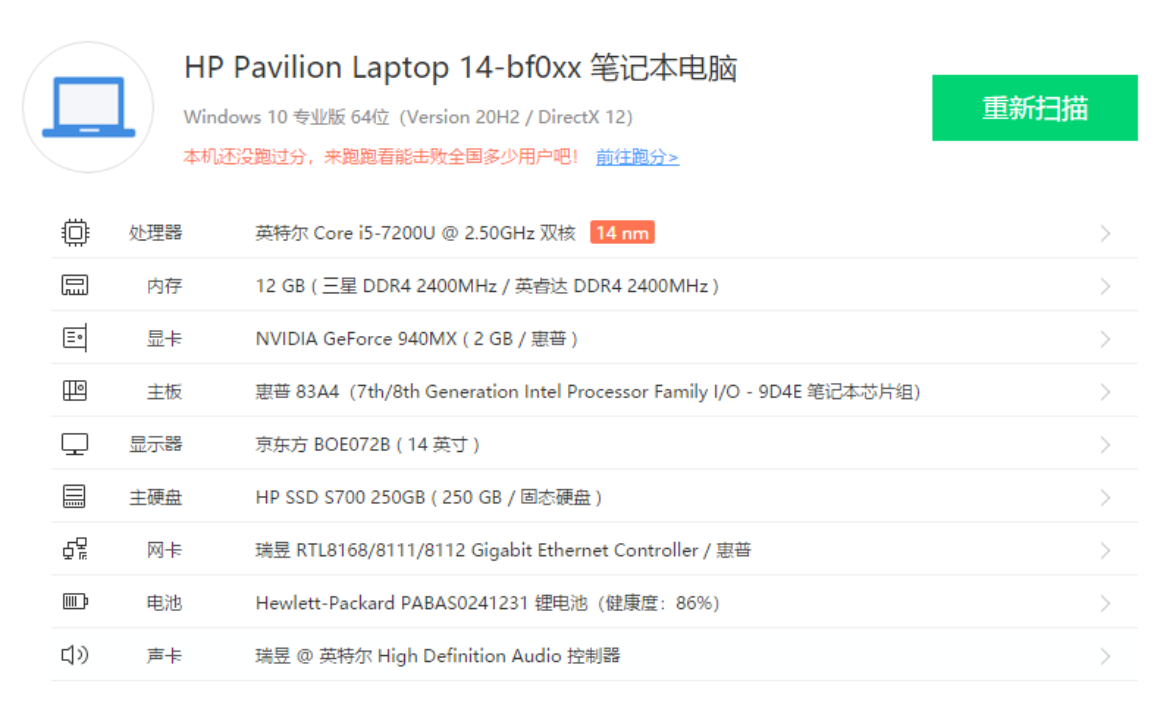 HP Pavilion Laptop 14-bf0xx 笔记本电脑
Windows 10 专业版 64位（Version 20H2 / DirectX 12）
本机还没跑过分，来跑跑看能击败全国多少用户吧！ 前往跑分>
重新扫描
处理器 英特尔 Core i5-7200U @ 2.50GHz 双核 14 nm
内存 12 GB ( 三星 DDR4 2400MHz / 英睿达 DDR4 2400MHz )
显卡 NVIDIA GeForce 940MX ( 2 GB / 惠普 )
主板 惠普 83A4（7th/8th Generation Intel Processor Family I/O - 9D4E 笔记本芯片组）
显示器 京东方 BOE072B ( 14 英寸 )
主硬盘 HP SSD S700 250GB ( 250 GB / 固态硬盘 )
网卡 瑞昱 RTL8168/8111/8112 Gigabit Ethernet Controller / 惠普
电池 Hewlett-Packard PABAS0241231 锂电池（健康度：86%）
声卡 瑞昱 @ 英特尔 High Definition Audio 控制器